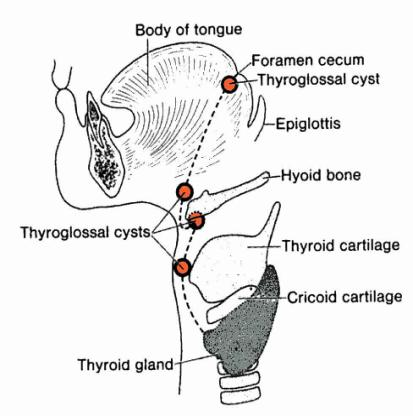 Body of tongue
Foramen cecum
Thyroglossal cyst
Epiglottis
Hyoid bone
Thyroglossal cysts
Thyroid cartilage
Cricoid cartilage
Thyroid gland